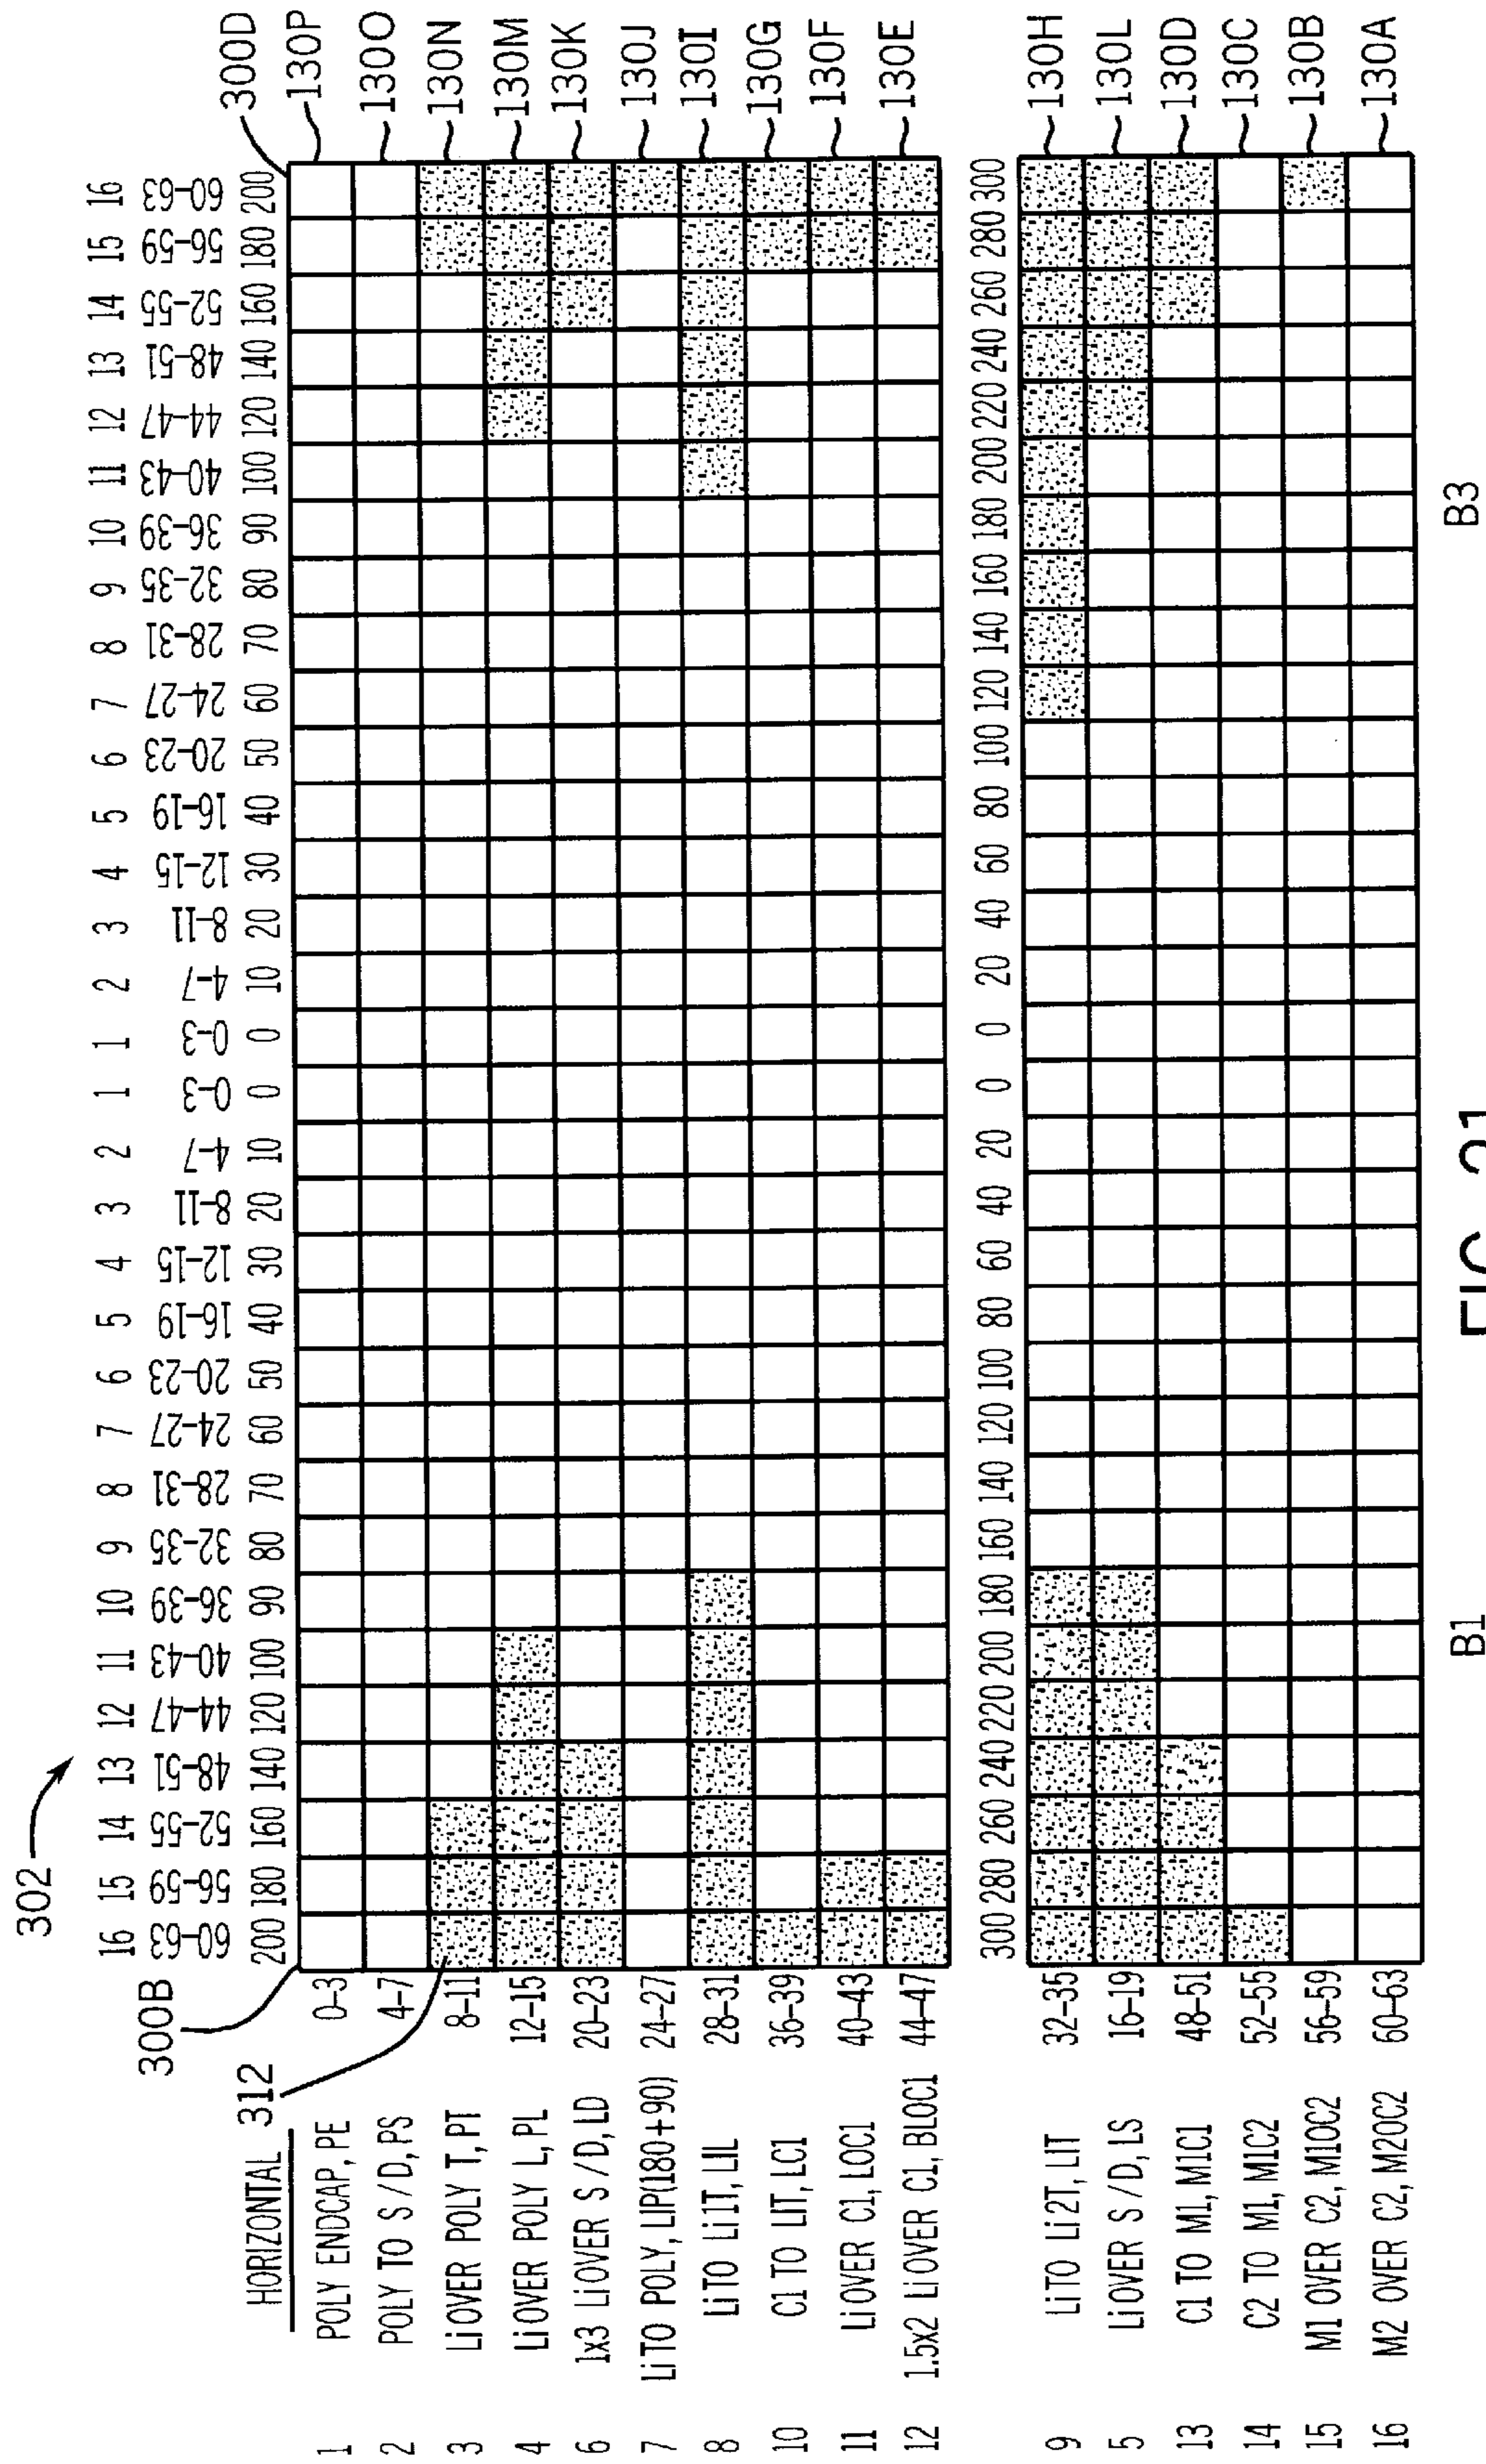 302
300B
300D
312
16 15 14 13 12 11 10 9 8 7 6 5 4 3 2 1 1 2 3 4 5 6 7 8 9 10 11 12 13 14 15 16
60-63 56-59 52-55 48-51 44-47 40-43 36-39 32-35 28-31 24-27 20-23 16-19 12-15 8-11 4-7 0-3 0-3 4-7 8-11 12-15 16-19 20-23 24-27 28-31 32-35 36-39 40-43 44-47 48-51 52-55 56-59 60-63
HORIZONTAL 200 180 160 140 120 100 90 80 70 60 50 40 30 20 10 0 0 10 20 30 40 50 60 70 80 90 100 120 140 160 180 200
1 POLY ENDCAP, PE 0-3 130P
2 POLY TO S/D, PS 4-7 130O
3 Li OVER POLY T, PT 8-11 130N
4 Li OVER POLY L, PL 12-15 130M
6 1x3 Li OVER S/D, LD 20-23 130K
7 Li TO POLY, LIP(180+90) 24-27 130J
8 Li TO Li1T, LIL 28-31 130I
10 C1 TO LIT, LC1 36-39 130G
11 Li OVER C1, LOC1 40-43 130F
12 1.5x2 Li OVER C1, BLOC1 44-47 130E
300 280 260 240 220 200 180 160 140 120 100 80 60 40 20 0 0 20 40 60 80 100 120 140 160 180 200 220 240 260 280 300
9 Li TO Li2T, LIT 32-35 130H
5 Li OVER S/D, LS 16-19 130L
13 C1 TO M1, M1C1 48-51 130D
14 C2 TO M1, M1C2 52-55 130C
15 M1 OVER C2, M1OC2 56-59 130B
16 M2 OVER C2, M2OC2 60-63 130A
B1 B3